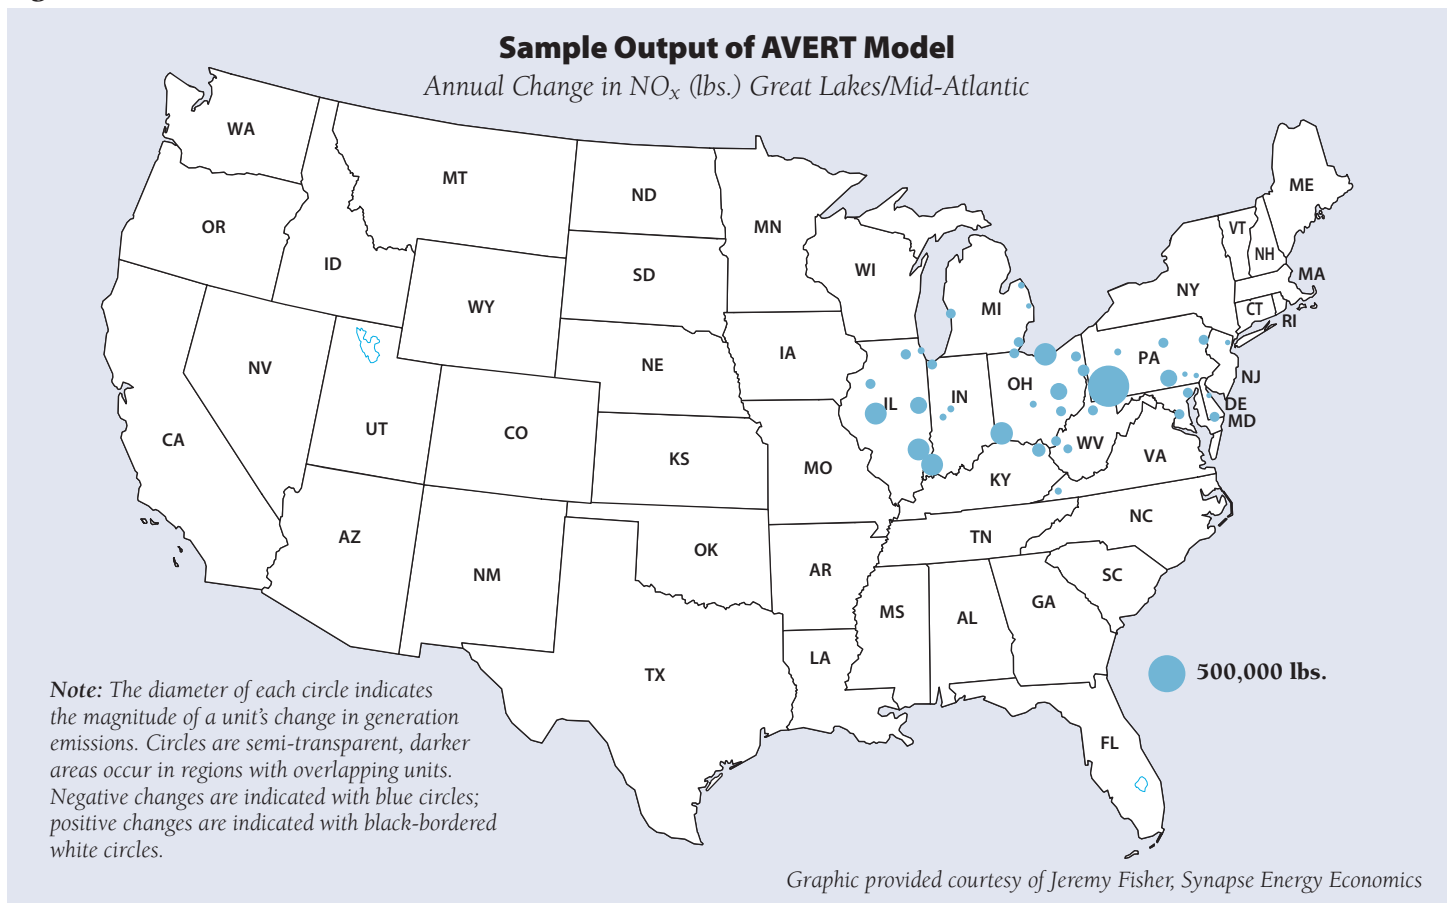 Sample Output of AVERT Model
Annual Change in NOx (lbs.) Great Lakes/Mid-Atlantic
WA
MT
ND
MN
ME
OR
ID
SD
WI
VT
NH
WY
MI
NY
MA
CT
RI
NV
NE
IA
PA
NJ
UT
CO
IL
IN
OH
DE
MD
CA
KS
MO
KY
WV
VA
AZ
NM
OK
AR
TN
NC
SC
MS
AL
GA
TX
LA
FL
500,000 lbs.
Note: The diameter of each circle indicates
the magnitude of a unit's change in generation
emissions. Circles are semi-transparent, darker
areas occur in regions with overlapping units.
Negative changes are indicated with blue circles;
positive changes are indicated with black-bordered
white circles.
Graphic provided courtesy of Jeremy Fisher, Synapse Energy Economics